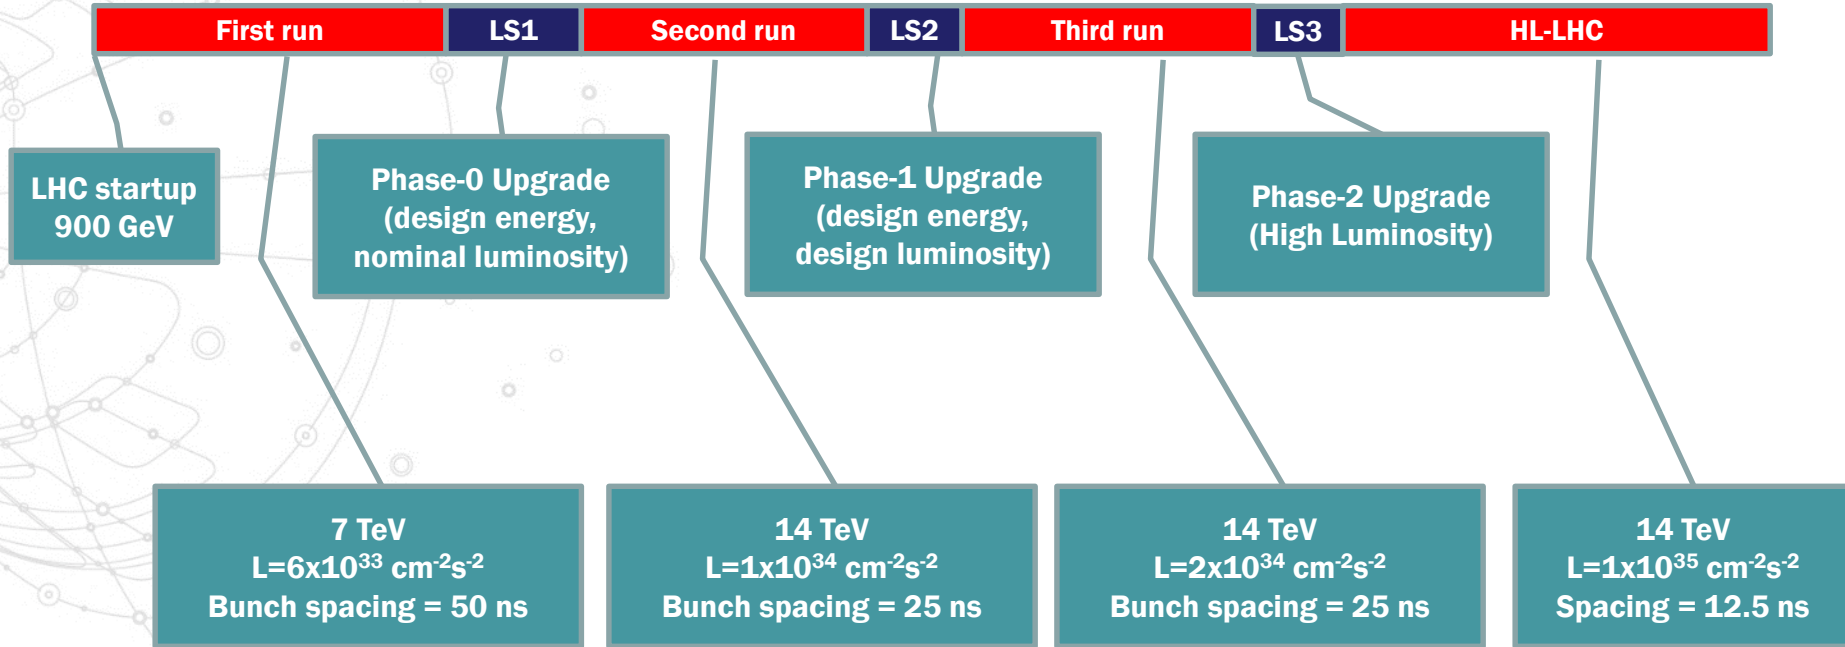 First run
LS1
Second run
LS2
Third run
LS3
HL-LHC
LHC startup
900 GeV
Phase-0 Upgrade
(design energy,
nominal luminosity)
Phase-1 Upgrade
(design energy,
design luminosity)
Phase-2 Upgrade
(High Luminosity)
7 TeV
L=6x10³³ cm⁻²s⁻²
Bunch spacing = 50 ns
14 TeV
L=1x10³⁴ cm⁻²s⁻²
Bunch spacing = 25 ns
14 TeV
L=2x10³⁴ cm⁻²s⁻²
Bunch spacing = 25 ns
14 TeV
L=1x10³⁵ cm⁻²s⁻²
Spacing = 12.5 ns